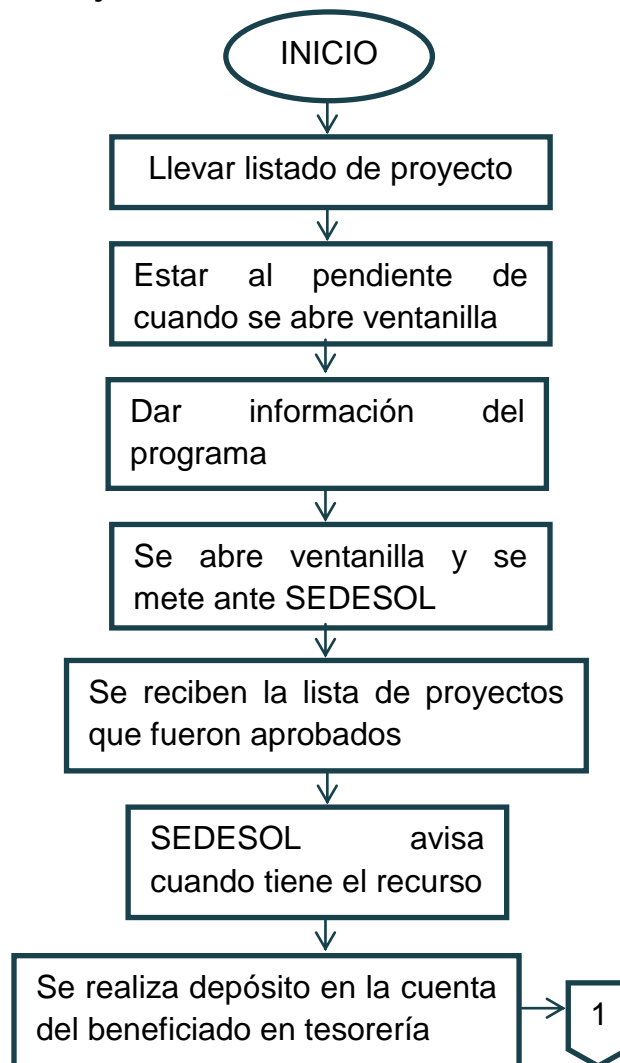 INICIO
Llevar listado de proyecto
Estar al pendiente de
cuando se abre ventanilla
Dar información del
programa
Se abre ventanilla y se
mete ante SEDESOL
Se reciben la lista de proyectos
que fueron aprobados
SEDESOL avisa
cuando tiene el recurso
Se realiza depósito en la cuenta
del beneficiado en tesorería
1